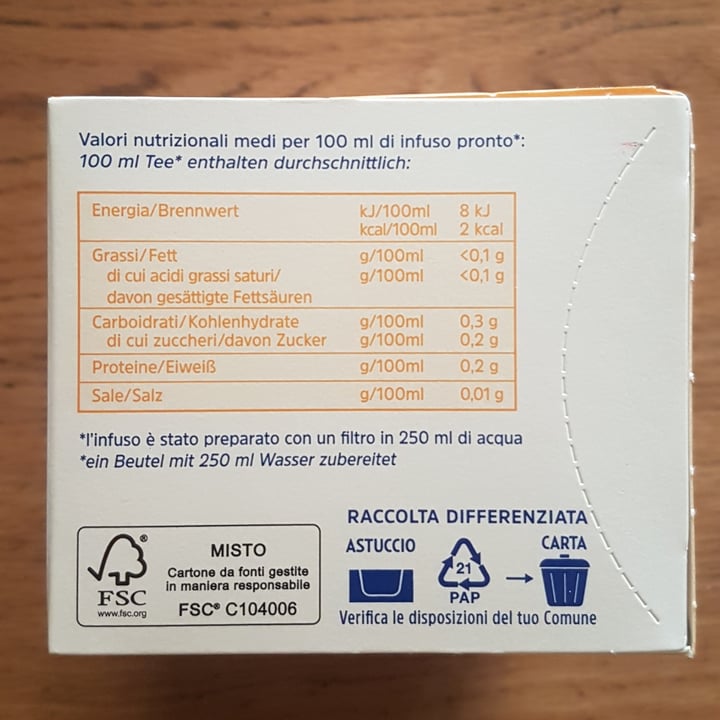 Valori nutrizionali medi per 100 ml di infuso pronto*:
100 ml Tee* enthalten durchschnittlich:
Energia/Brennwert kJ/100ml 8 kJ
kcal/100ml 2 kcal
Grassi/Fett g/100ml <0,1 g
di cui acidi grassi saturi/ g/100ml <0,1 g
davon gesättigte Fettsäuren
Carboidrati/Kohlenhydrate g/100ml 0,3 g
di cui zuccheri/davon Zucker g/100ml 0,2 g
Proteine/Eiweiß g/100ml 0,2 g
Sale/Salz g/100ml 0,01 g
*l'infuso è stato preparato con un filtro in 250 ml di acqua
*ein Beutel mit 250 ml Wasser zubereitet
®
FSC
www.fsc.org
MISTO
Cartone da fonti gestite
in maniera responsabile
FSC® C104006
RACCOLTA DIFFERENZIATA
ASTUCCIO
21
PAP
CARTA
Verifica le disposizioni del tuo Comune